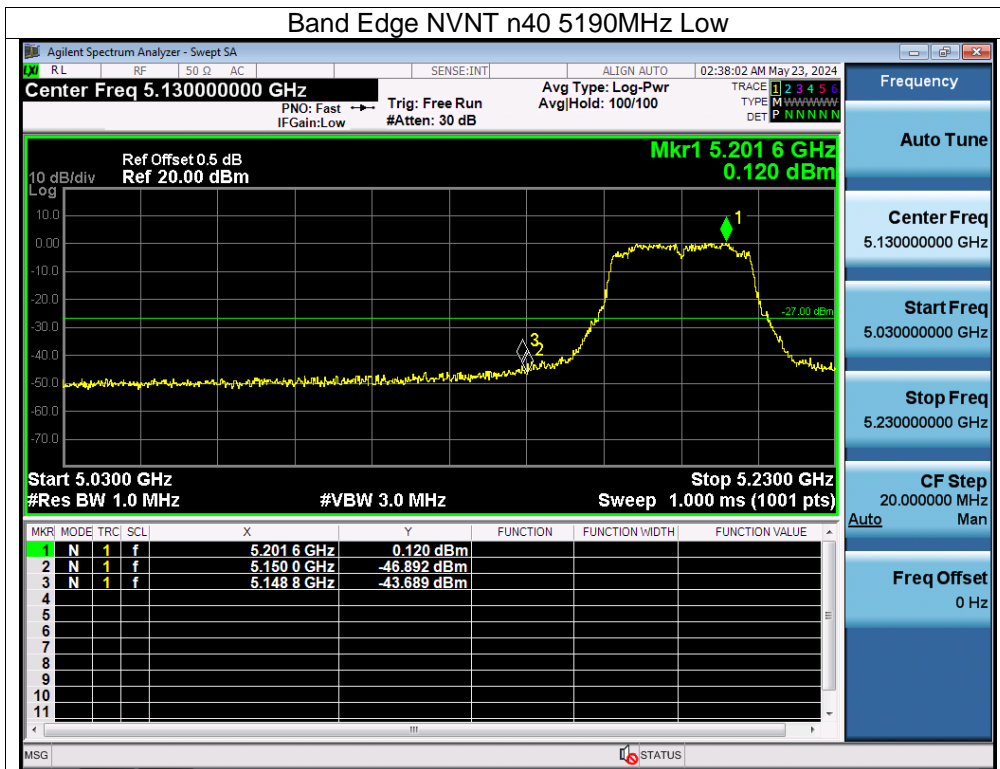 Band Edge NVNT n40 5190MHz Low
Agilent Spectrum Analyzer - Swept SA
LXI RL RF 50 Ω AC SENSE:INT ALIGN AUTO 02:38:02 AM May 23, 2024
Center Freq 5.130000000 GHz
PNO: Fast
IFGain:Low
Trig: Free Run
#Atten: 30 dB
Avg Type: Log-Pwr
Avg|Hold: 100/100
TRACE 1 2 3 4 5 6
TYPE M WWWWW
DET P N N N N N
Mkr1 5.201 6 GHz
0.120 dBm
Ref Offset 0.5 dB
10 dB/div Ref 20.00 dBm
Log
10.0
0.00
-10.0
-20.0
-30.0
-40.0
-50.0
-60.0
-70.0
1
-27.00 dBm
3
2
Start 5.0300 GHz Stop 5.2300 GHz
#Res BW 1.0 MHz #VBW 3.0 MHz Sweep 1.000 ms (1001 pts)
MKR MODE TRC SCL X Y FUNCTION FUNCTION WIDTH FUNCTION VALUE
1 N 1 f 5.201 6 GHz 0.120 dBm
2 N 1 f 5.150 0 GHz -46.892 dBm
3 N 1 f 5.148 8 GHz -43.689 dBm
4
5
6
7
8
9
10
11
MSG STATUS
Frequency
Auto Tune
Center Freq
5.130000000 GHz
Start Freq
5.030000000 GHz
Stop Freq
5.230000000 GHz
CF Step
20.000000 MHz
Auto Man
Freq Offset
0 Hz